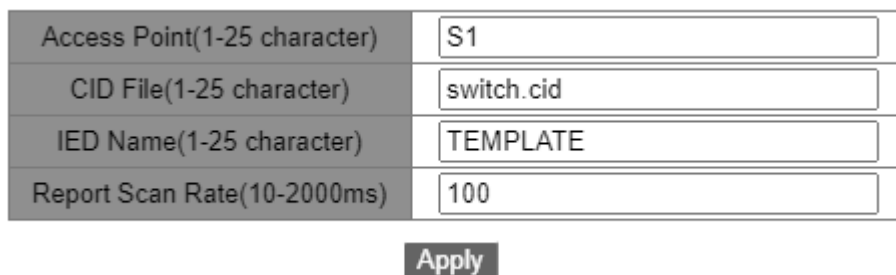 Access Point(1-25 character) S1
CID File(1-25 character) switch.cid
IED Name(1-25 character) TEMPLATE
Report Scan Rate(10-2000ms) 100
Apply